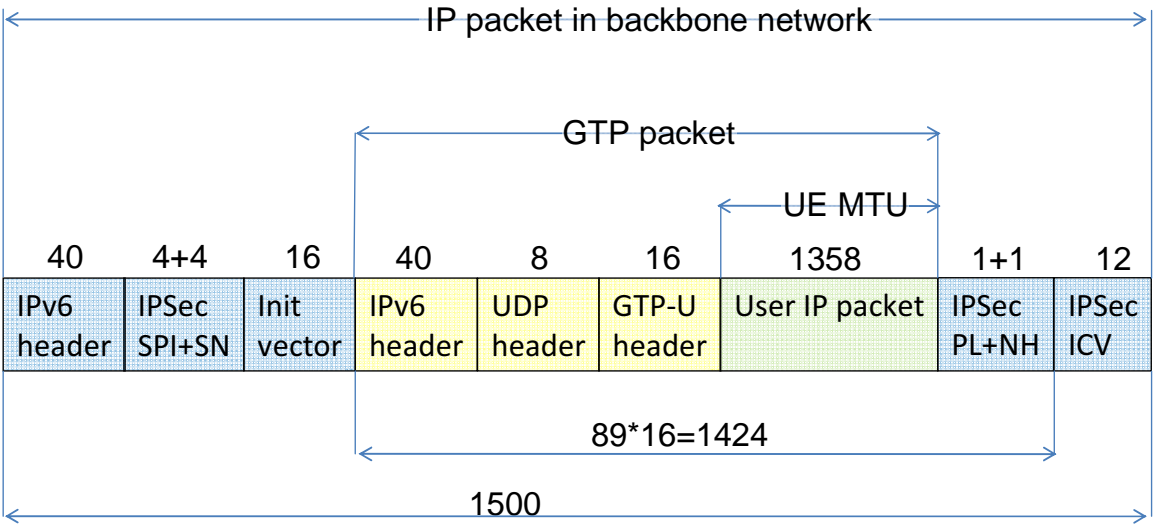 IP packet in backbone network
GTP packet
UE MTU
40 4+4 16 40 8 16 1358 1+1 12
IPv6 IPSec Init IPv6 UDP GTP-U User IP packet IPSec IPSec
header SPI+SN vector header header header PL+NH ICV
89*16=1424
1500